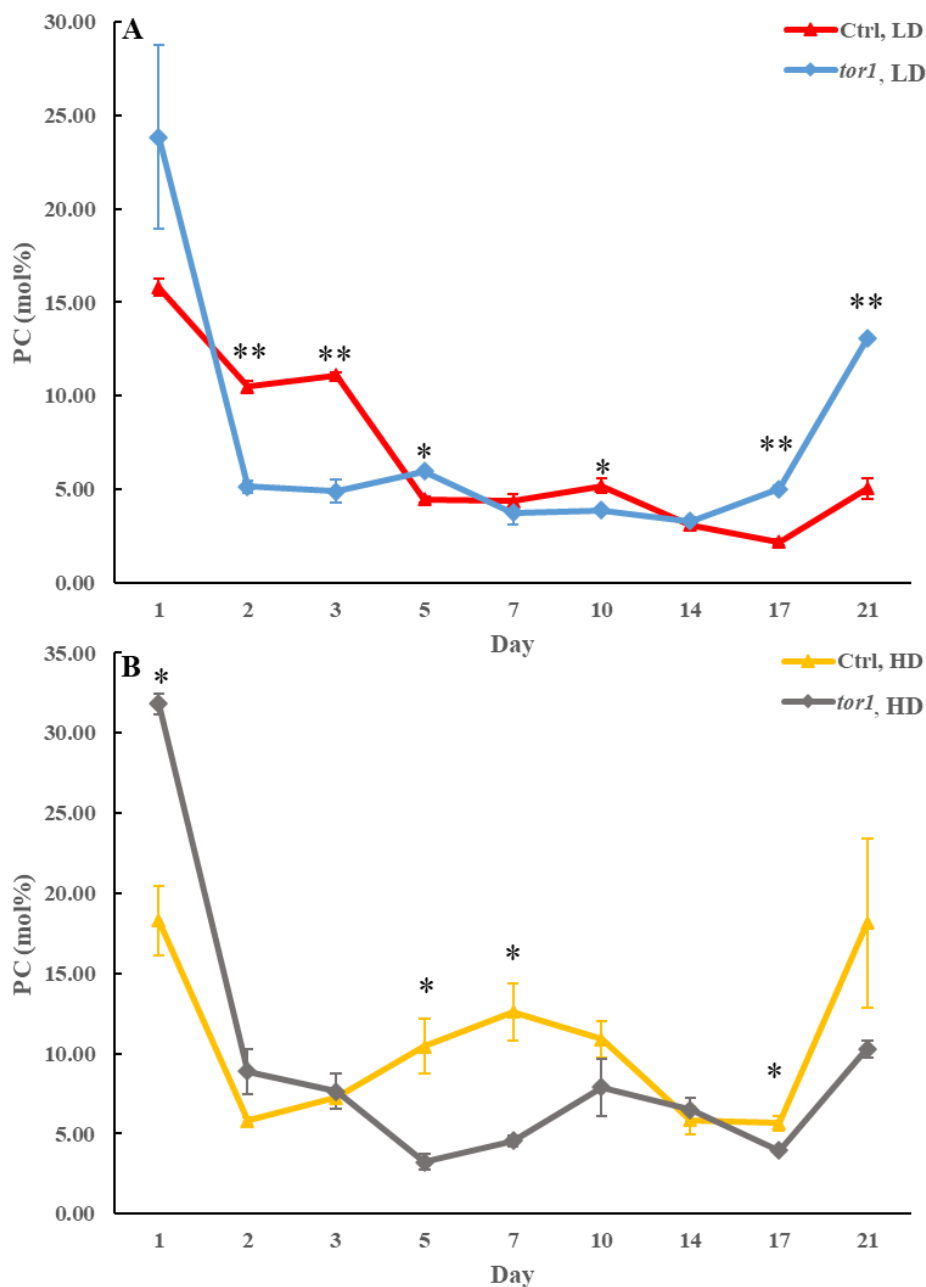 A
Ctrl, LD
tor1, LD
30.00
25.00
20.00
15.00
10.00
5.00
0.00
PC (mol%)
**
**
*
*
**
**
1 2 3 5 7 10 14 17 21
Day
B
Ctrl, HD
tor1, HD
35.00
30.00
25.00
20.00
15.00
10.00
5.00
0.00
PC (mol%)
*
*
*
*
1 2 3 5 7 10 14 17 21
Day